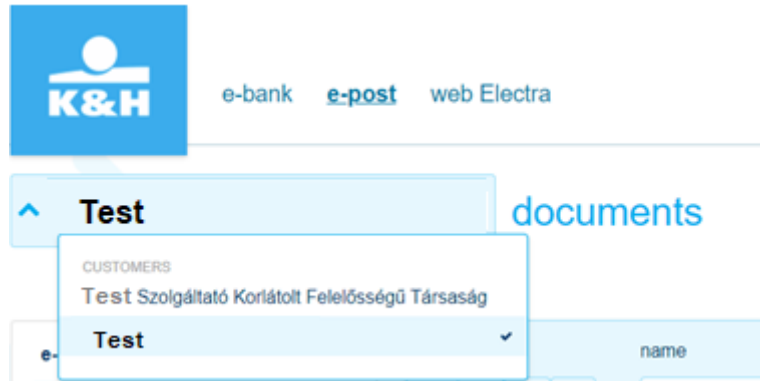 K&H
e-bank e-post web Electra
Test documents
CUSTOMERS
Test Szolgáltató Korlátolt Felelősségű Társaság
Test
e- name